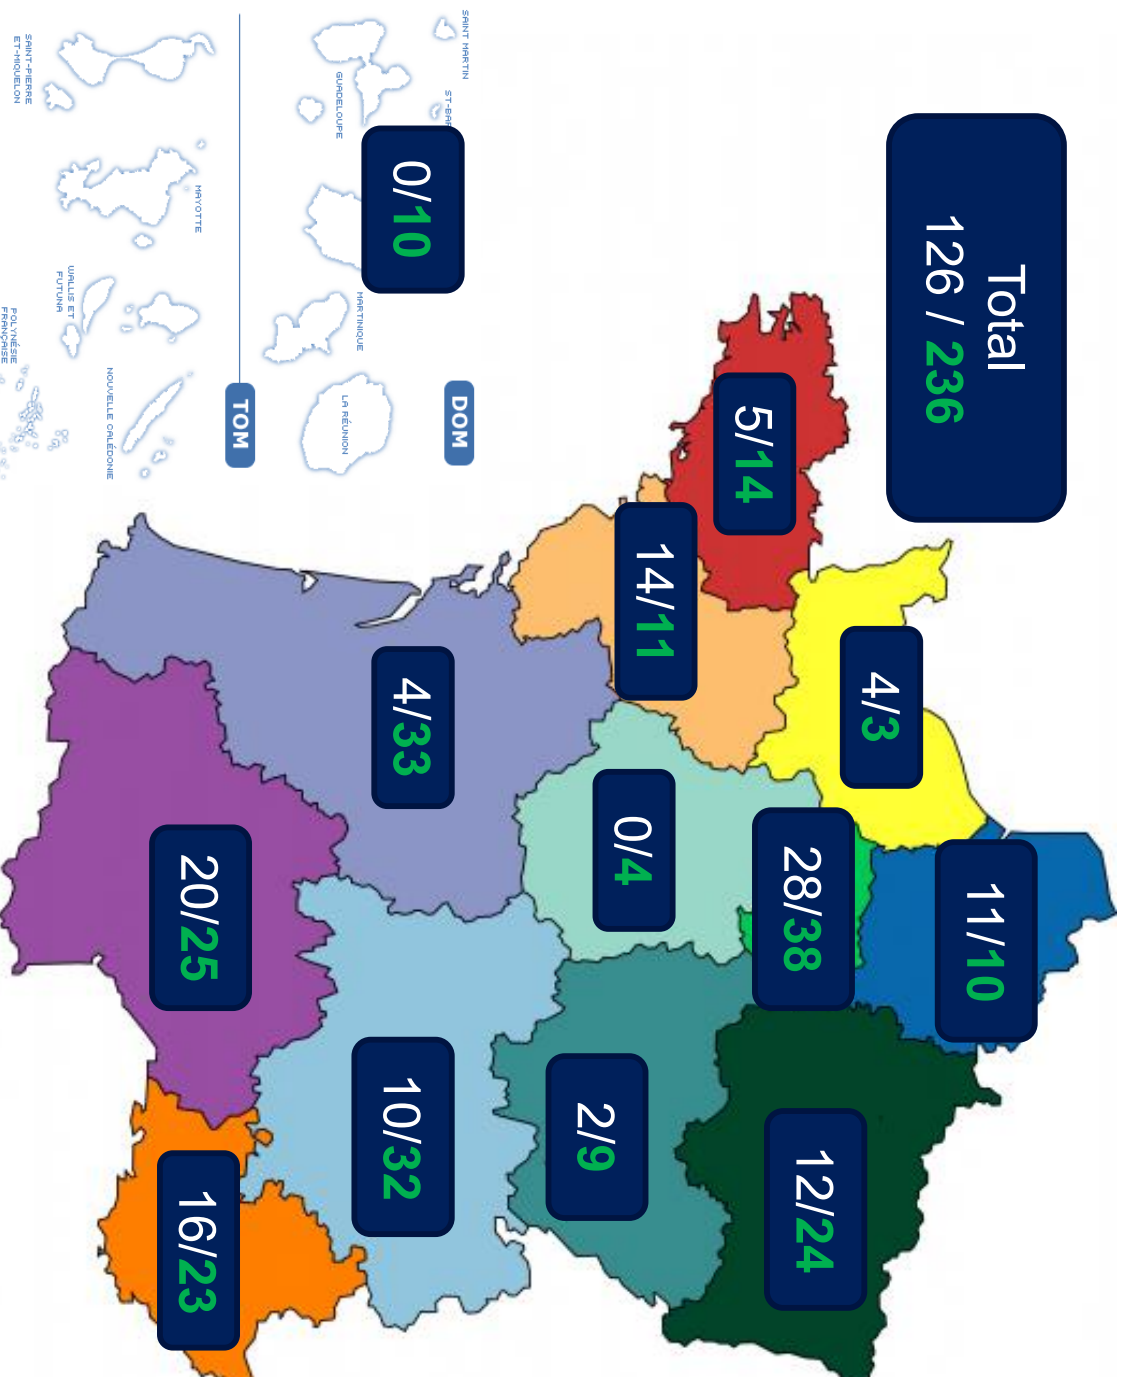 Total
126 / 236
11/10
4/3
28/38
12/24
5/14
14/11
0/4
2/9
4/33
10/32
20/25
16/23
0/10
DOM
SAINT MARTIN
GUADELOUPE
MARTINIQUE
LA RÉUNION
TOM
SAINT-PIERRE
ET-MIQUELON
MAYOTTE
WALLIS ET
FUTUNA
POLYNÉSIE
FRANÇAISE
NOUVELLE CALÉDONIE